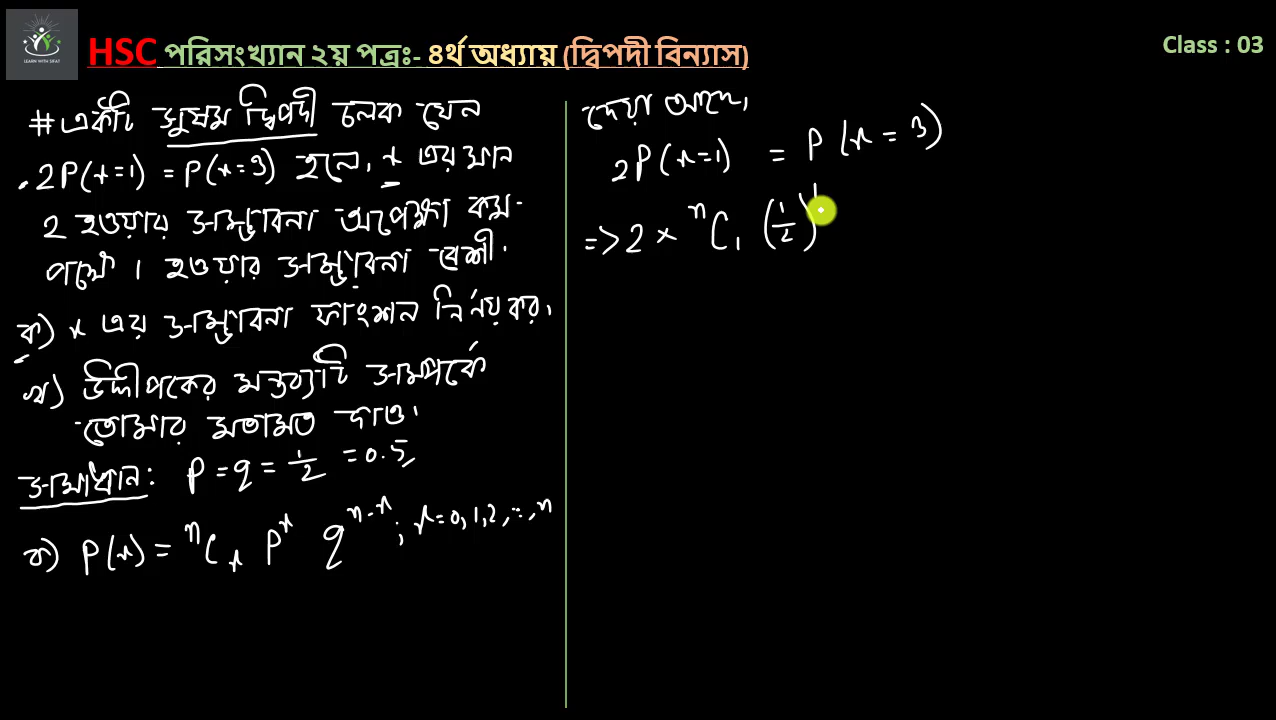 LEARN WITH SIFAT
HSC পরিসংখ্যান ২য় পত্রঃ- ৪র্থ অধ্যায় (দ্বিপদী বিন্যাস)
Class : 03
# একটি সুষম দ্বিপদী চলক যেন
2P(x=1) = P(x=3) হলে, x এর মান
2 হওয়ার সম্ভাবনা অপেক্ষা কম-
পক্ষে 1 হওয়ার সম্ভাবনা বেশী।
ক) x এর সম্ভাবনা ফাংশন নির্ণয় কর।
খ) উদ্দীপকের মন্তব্যটি সম্পর্কে
তোমার মতামত দাও।
সমাধান: P = q = 1/2 = 0.5
ক) P(x) = ⁿCₓ pˣ qⁿ⁻ˣ ; x = 0, 1, 2, ..., n
দেয়া আছে,
2P(x=1) = P(x=3)
=> 2 × ⁿC₁ (1/2)¹